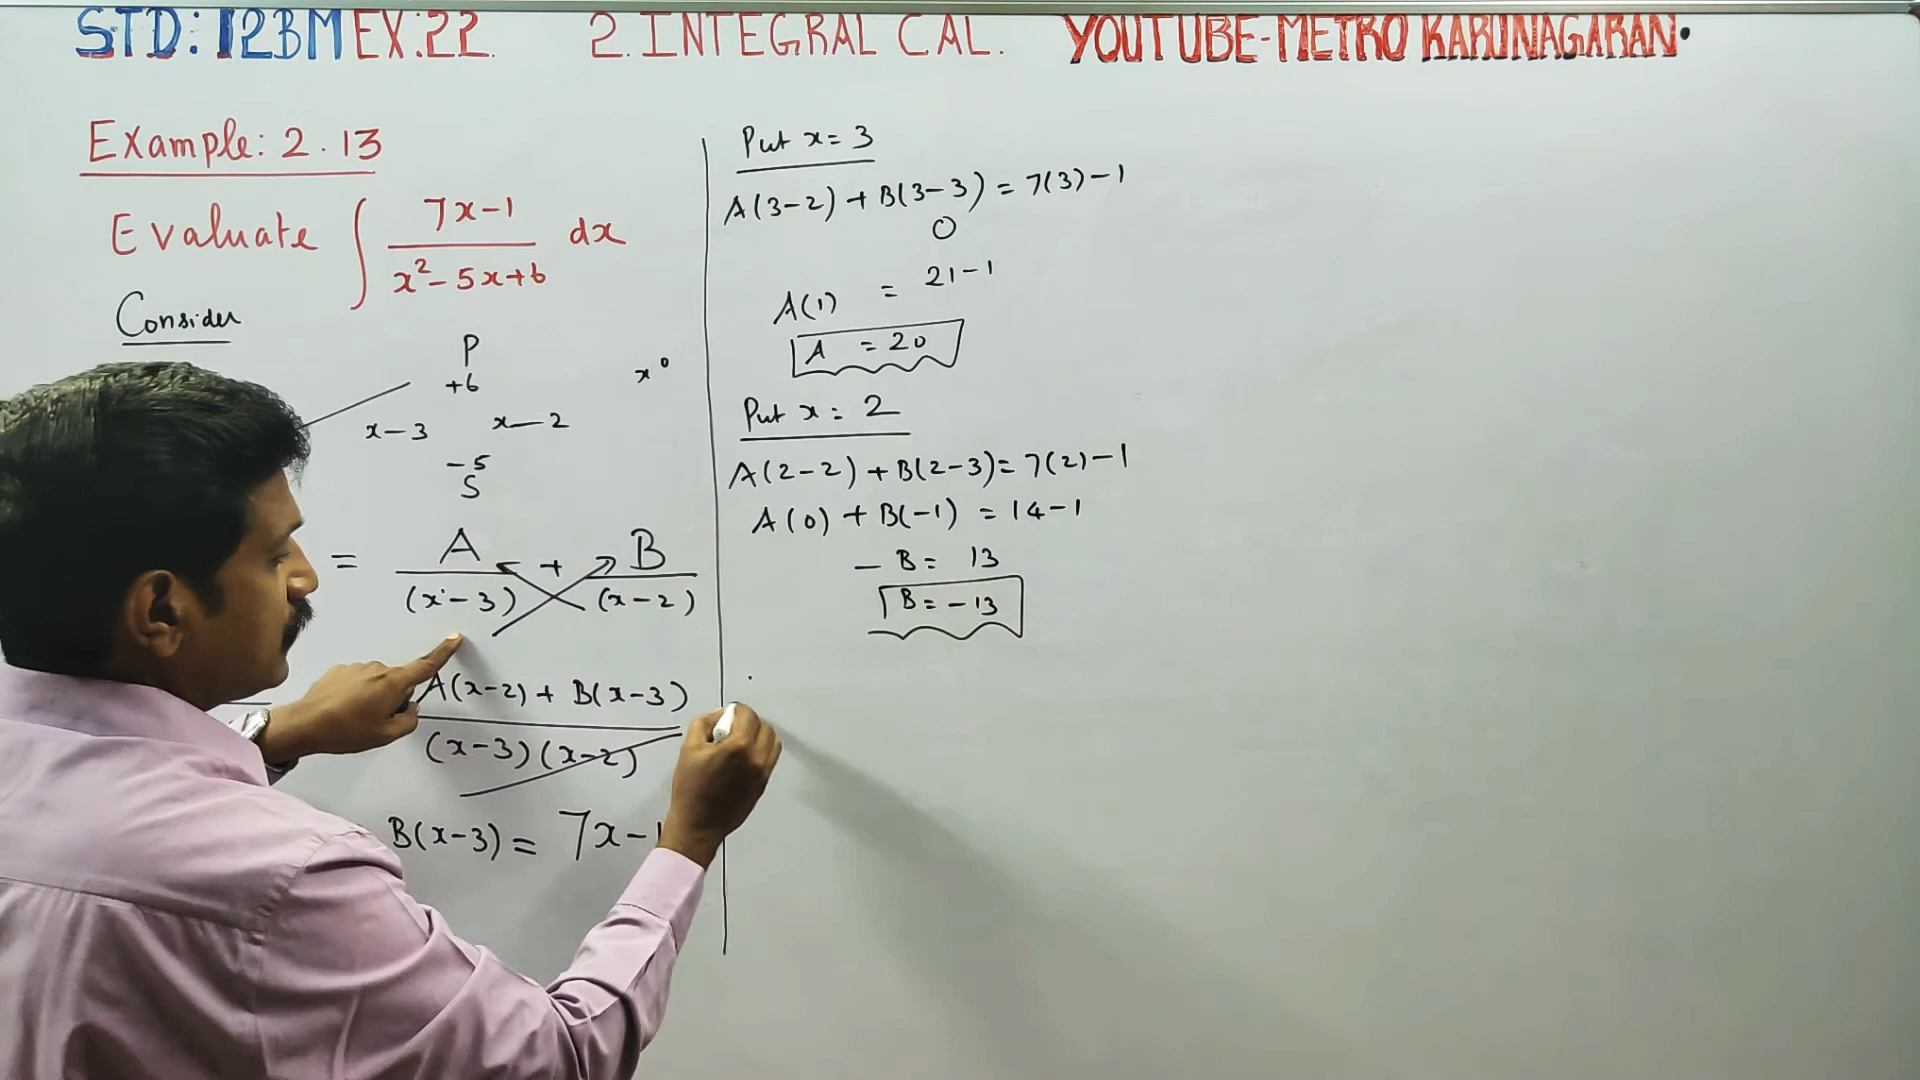 STD: 12BM EX:22. 2. INTEGRAL CAL. YOUTUBE-METRO KARUNAGARAN.
Example: 2.13
Evaluate ∫ 7x-1 / x²-5x+6 dx
Consider
P
+6
x⁰
x-3 x-2
-5
S
= A/(x-3) + B/(x-2)
A(x-2) + B(x-3)
(x-3)(x-2)
B(x-3) = 7x-1
Put x = 3
A(3-2) + B(3-3) = 7(3)-1
0
A(1) = 21-1
A = 20
Put x = 2
A(2-2) + B(2-3) = 7(2)-1
A(0) + B(-1) = 14-1
-B = 13
B = -13